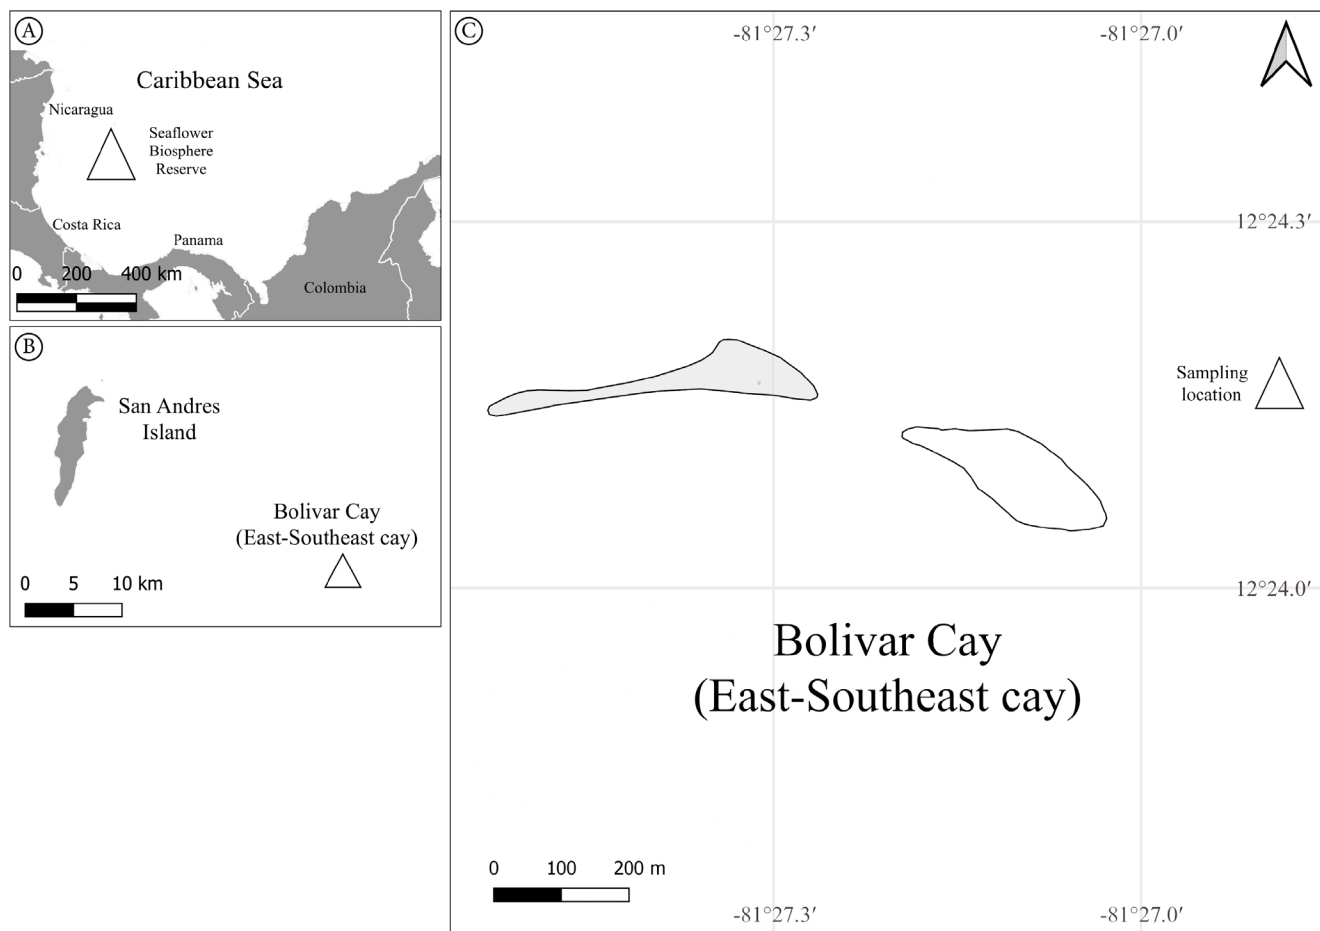 A
Caribbean Sea
Nicaragua
Seaflower
Biosphere
Reserve
Costa Rica
Panama
Colombia
0 200 400 km
B
San Andres
Island
Bolivar Cay
(East-Southeast cay)
0 5 10 km
C
-81°27.3′ -81°27.0′
12°24.3′
Sampling
location
12°24.0′
Bolivar Cay
(East-Southeast cay)
0 100 200 m
-81°27.3′ -81°27.0′